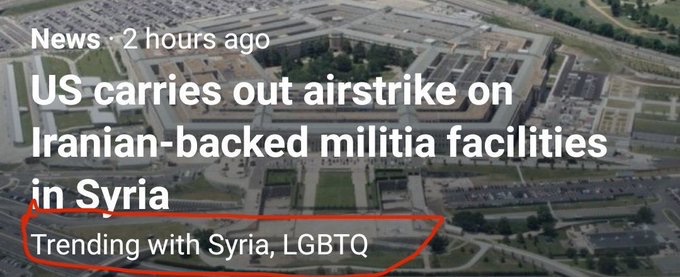 News · 2 hours ago
US carries out airstrike on
Iranian-backed militia facilities
in Syria
Trending with Syria, LGBTQ